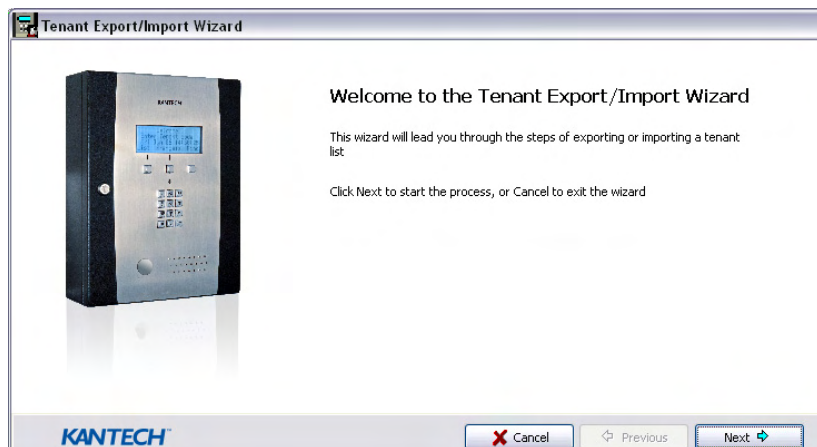 Tenant Export/Import Wizard
KANTECH
Welcome to the Tenant Export/Import Wizard
This wizard will lead you through the steps of exporting or importing a tenant
list
Click Next to start the process, or Cancel to exit the wizard
KANTECH
Cancel
Previous
Next